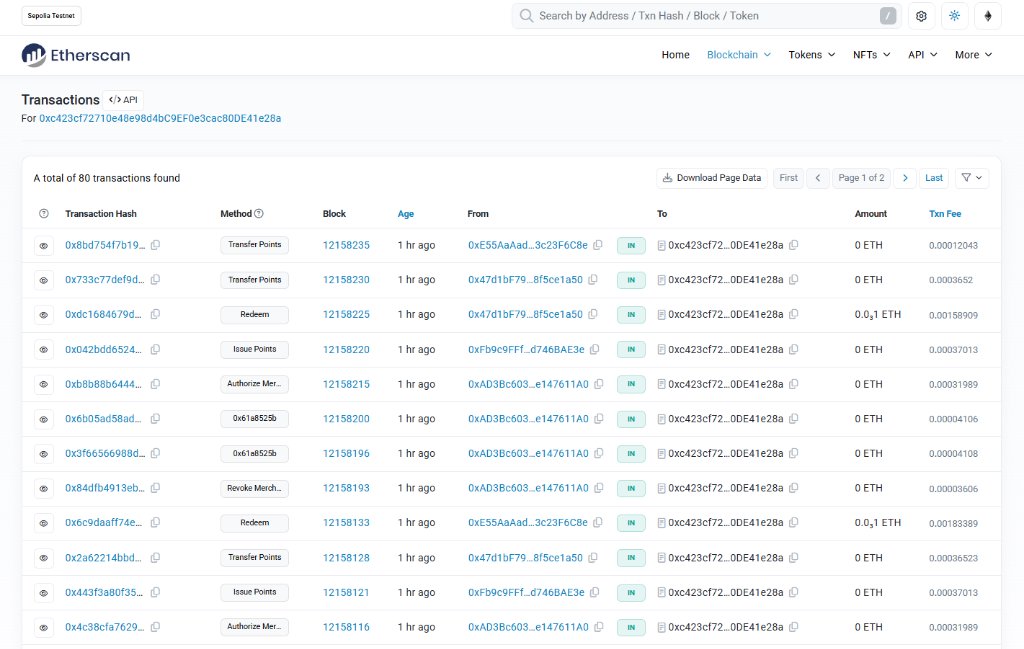 Sepolia Testnet
Search by Address / Txn Hash / Block / Token /
Etherscan
Home Blockchain Tokens NFTs API More
Transactions </> API
For 0xc423cf72710e48e98d4bC9EF0e3cac80DE41e28a
A total of 80 transactions found
Download Page Data First Page 1 of 2 Last
Transaction Hash Method Block Age From To Amount Txn Fee
0x8bd754f7b19... Transfer Points 12158235 1 hr ago 0xE55AaAad...3c23F6C8e IN 0xc423cf72...0DE41e28a 0 ETH 0.00012043
0x733c77def9d... Transfer Points 12158230 1 hr ago 0x47d1bF79...8f5ce1a50 IN 0xc423cf72...0DE41e28a 0 ETH 0.0003652
0xdc1684679d... Redeem 12158225 1 hr ago 0x47d1bF79...8f5ce1a50 IN 0xc423cf72...0DE41e28a 0.0₅1 ETH 0.00158909
0x042bdd6524... Issue Points 12158220 1 hr ago 0xFb9c9FFf...d746BAE3e IN 0xc423cf72...0DE41e28a 0 ETH 0.00037013
0xb8b88b6444... Authorize Mer... 12158215 1 hr ago 0xAD3Bc603...e147611A0 IN 0xc423cf72...0DE41e28a 0 ETH 0.00031989
0x6b05ad58ad... 0x61a8525b 12158200 1 hr ago 0xAD3Bc603...e147611A0 IN 0xc423cf72...0DE41e28a 0 ETH 0.00004106
0x3f66566988d... 0x61a8525b 12158196 1 hr ago 0xAD3Bc603...e147611A0 IN 0xc423cf72...0DE41e28a 0 ETH 0.00004108
0x84dfb4913eb... Revoke Merch... 12158193 1 hr ago 0xAD3Bc603...e147611A0 IN 0xc423cf72...0DE41e28a 0 ETH 0.00003606
0x6c9daaff74e... Redeem 12158133 1 hr ago 0xE55AaAad...3c23F6C8e IN 0xc423cf72...0DE41e28a 0.0₅1 ETH 0.00183389
0x2a62214bbd... Transfer Points 12158128 1 hr ago 0x47d1bF79...8f5ce1a50 IN 0xc423cf72...0DE41e28a 0 ETH 0.00036523
0x443f3a80f35... Issue Points 12158121 1 hr ago 0xFb9c9FFf...d746BAE3e IN 0xc423cf72...0DE41e28a 0 ETH 0.00037013
0x4c38cfa7629... Authorize Mer... 12158116 1 hr ago 0xAD3Bc603...e147611A0 IN 0xc423cf72...0DE41e28a 0 ETH 0.00031989